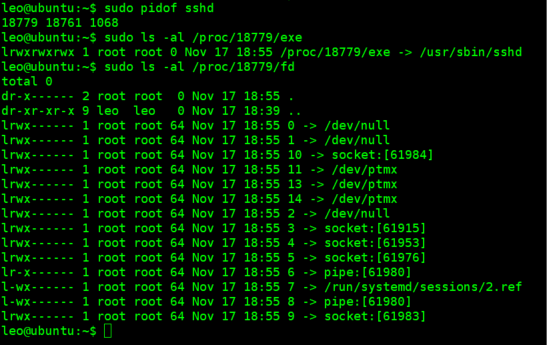 leo@ubuntu:~$ sudo pidof sshd
18779 18761 1068
leo@ubuntu:~$ sudo ls -al /proc/18779/exe
lrwxrwxrwx 1 root root 0 Nov 17 18:55 /proc/18779/exe -> /usr/sbin/sshd
leo@ubuntu:~$ sudo ls -al /proc/18779/fd
total 0
dr-x------ 2 root root  0 Nov 17 18:55 .
dr-xr-xr-x 9 leo  leo   0 Nov 17 18:39 ..
lrwx------ 1 root root 64 Nov 17 18:55 0 -> /dev/null
lrwx------ 1 root root 64 Nov 17 18:55 1 -> /dev/null
lrwx------ 1 root root 64 Nov 17 18:55 10 -> socket:[61984]
lrwx------ 1 root root 64 Nov 17 18:55 11 -> /dev/ptmx
lrwx------ 1 root root 64 Nov 17 18:55 13 -> /dev/ptmx
lrwx------ 1 root root 64 Nov 17 18:55 14 -> /dev/ptmx
lrwx------ 1 root root 64 Nov 17 18:55 2 -> /dev/null
lrwx------ 1 root root 64 Nov 17 18:55 3 -> socket:[61915]
lrwx------ 1 root root 64 Nov 17 18:55 4 -> socket:[61953]
lrwx------ 1 root root 64 Nov 17 18:55 5 -> socket:[61976]
lr-x------ 1 root root 64 Nov 17 18:55 6 -> pipe:[61980]
l-wx------ 1 root root 64 Nov 17 18:55 7 -> /run/systemd/sessions/2.ref
l-wx------ 1 root root 64 Nov 17 18:55 8 -> pipe:[61980]
lrwx------ 1 root root 64 Nov 17 18:55 9 -> socket:[61983]
leo@ubuntu:~$